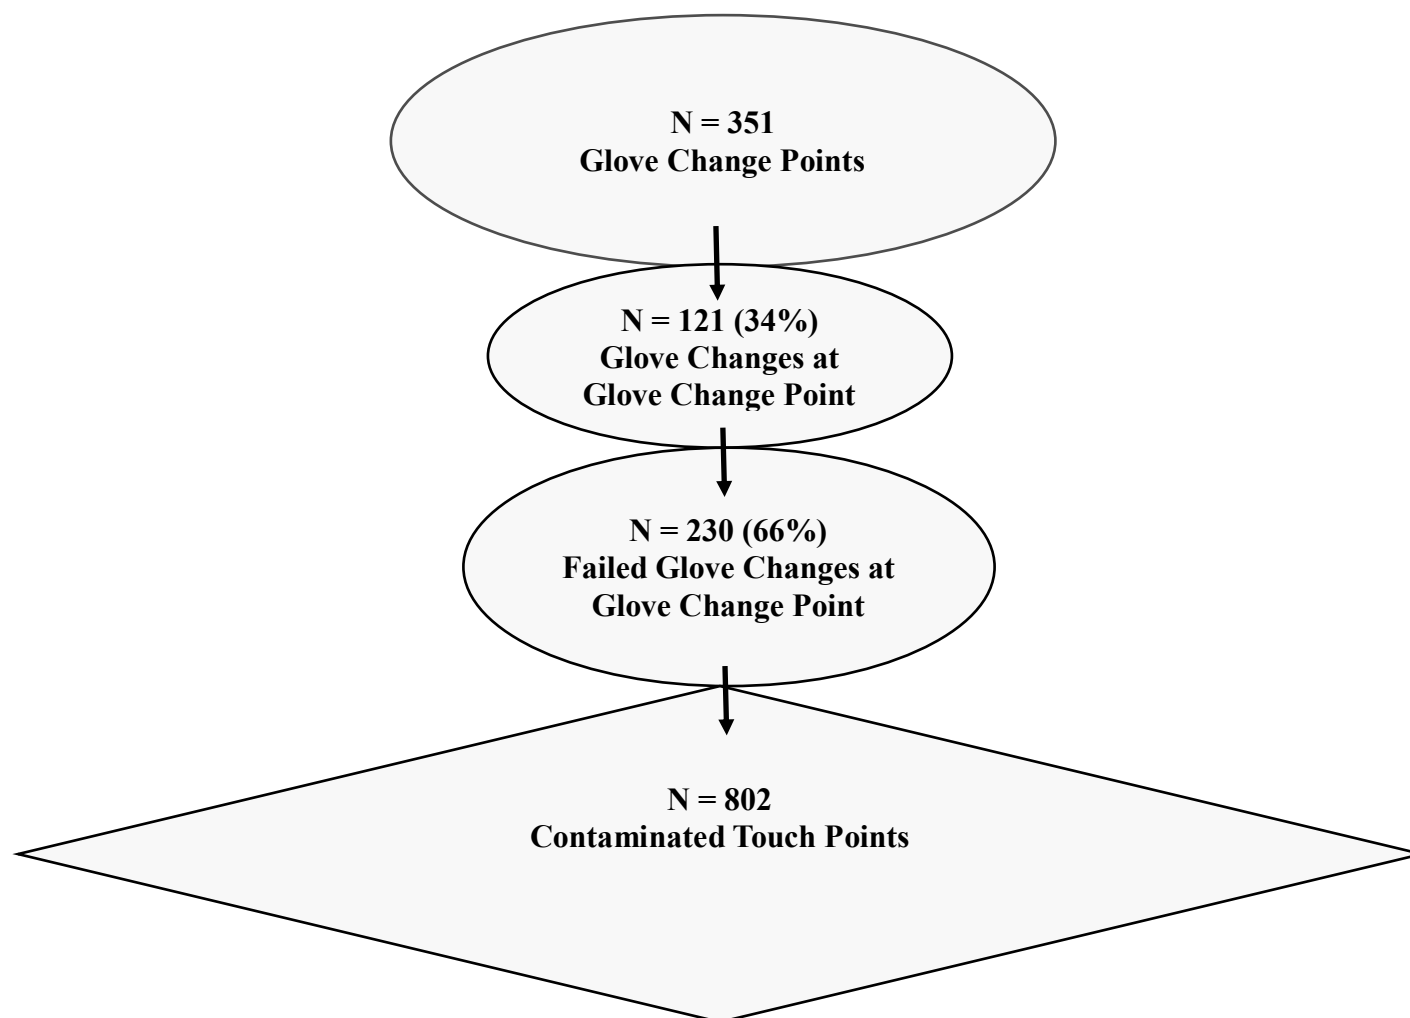 N = 351
Glove Change Points
N = 121 (34%)
Glove Changes at
Glove Change Point
N = 230 (66%)
Failed Glove Changes at
Glove Change Point
N = 802
Contaminated Touch Points